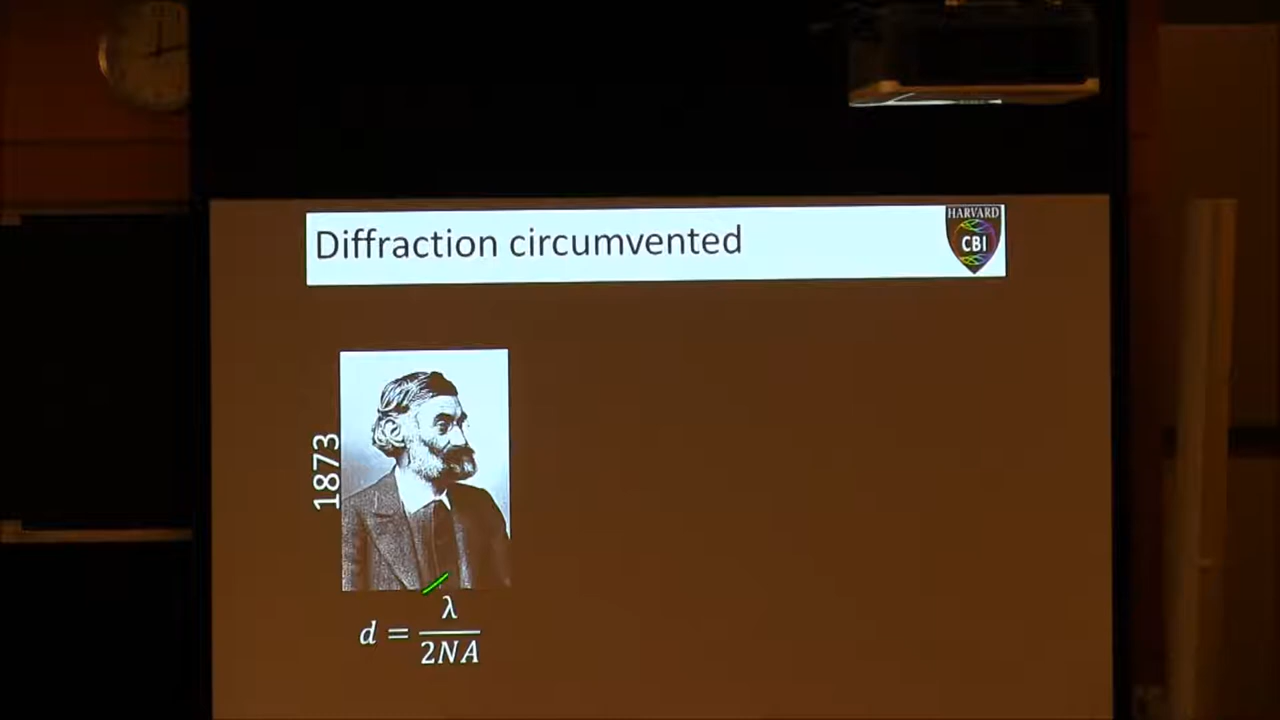 Diffraction circumvented
HARVARD
CBI
1873
d = λ / 2NA